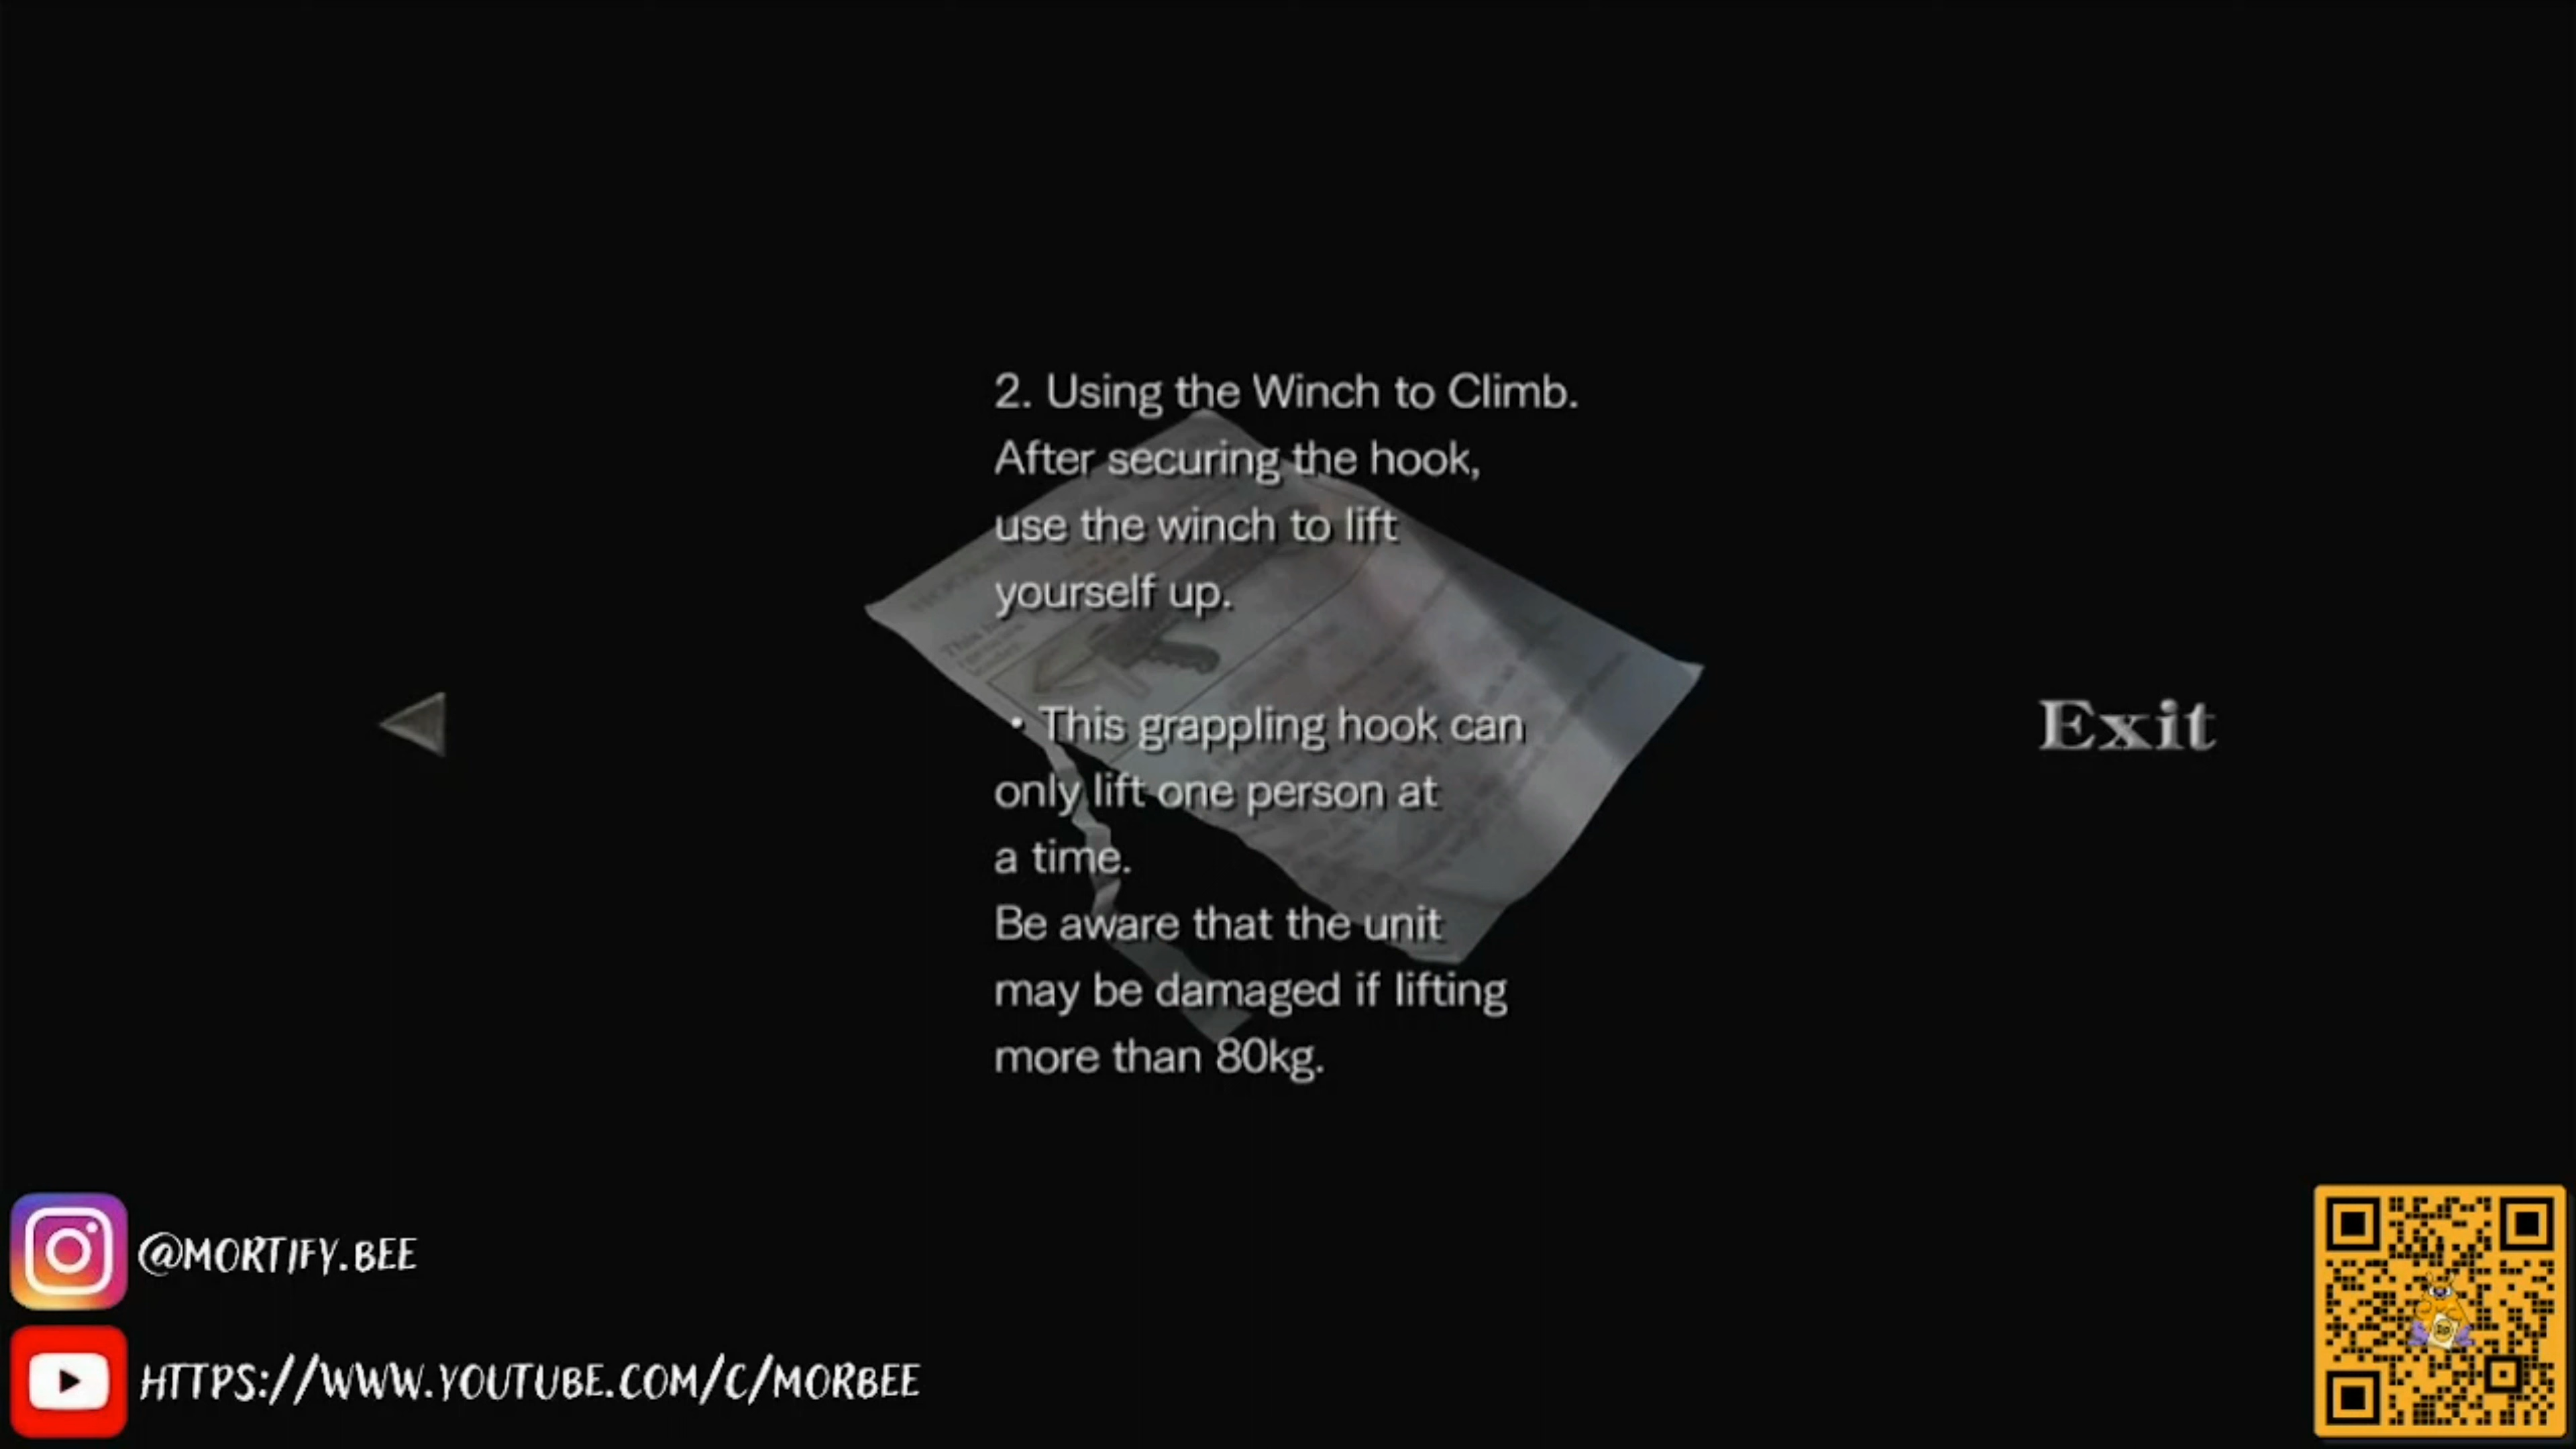 2. Using the Winch to Climb.
After securing the hook,
use the winch to lift
yourself up.
• This grappling hook can
only lift one person at
a time.
Be aware that the unit
may be damaged if lifting
more than 80kg.
Exit
@MORTIFY.BEE
HTTPS://WWW.YOUTUBE.COM/C/MORBEE